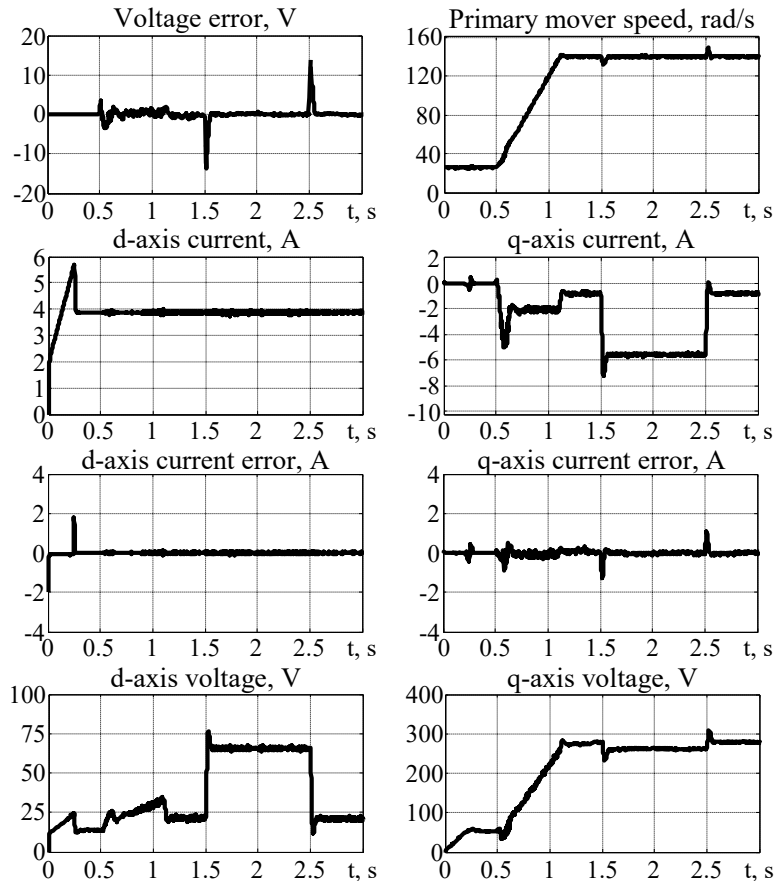 Voltage error, V
20
10
0
-10
-20
0 0.5 1 1.5 2 2.5 t, s
Primary mover speed, rad/s
160
120
80
40
0
0 0.5 1 1.5 2 2.5 t, s
d-axis current, A
6
5
4
3
2
1
0
0 0.5 1 1.5 2 2.5 t, s
q-axis current, A
2
0
-2
-4
-6
-8
-10
0 0.5 1 1.5 2 2.5 t, s
d-axis current error, A
4
2
0
-2
-4
0 0.5 1 1.5 2 2.5 t, s
q-axis current error, A
4
2
0
-2
-4
0 0.5 1 1.5 2 2.5 t, s
d-axis voltage, V
100
75
50
25
0
0 0.5 1 1.5 2 2.5 t, s
q-axis voltage, V
400
300
200
100
0
0 0.5 1 1.5 2 2.5 t, s